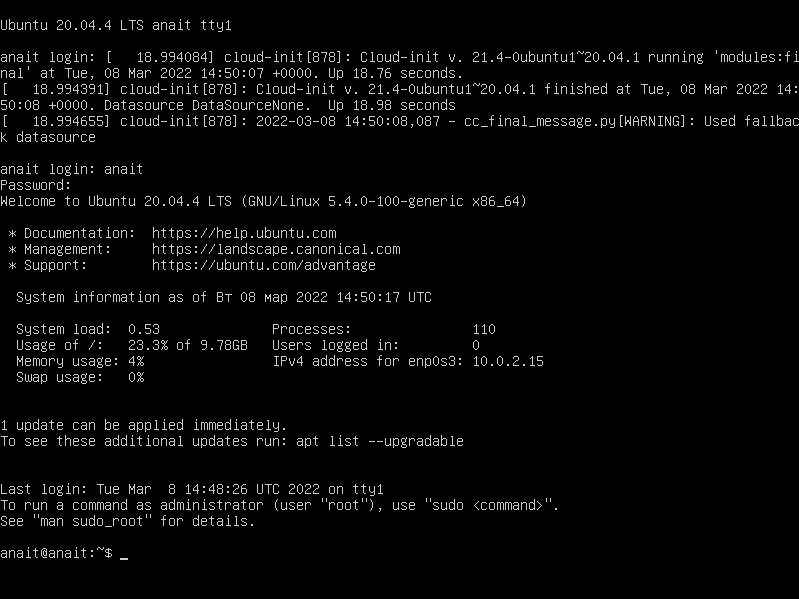 Ubuntu 20.04.4 LTS anait tty1
anait login: [   18.994084] cloud-init[878]: Cloud-init v. 21.4-0ubuntu1~20.04.1 running 'modules:fi
nal' at Tue, 08 Mar 2022 14:50:07 +0000. Up 18.76 seconds.
[   18.994391] cloud-init[878]: Cloud-init v. 21.4-0ubuntu1~20.04.1 finished at Tue, 08 Mar 2022 14:
50:08 +0000. Datasource DataSourceNone.  Up 18.98 seconds
[   18.994655] cloud-init[878]: 2022-03-08 14:50:08,087 - cc_final_message.py[WARNING]: Used fallbac
k datasource
anait login: anait
Password:
Welcome to Ubuntu 20.04.4 LTS (GNU/Linux 5.4.0-100-generic x86_64)
 * Documentation:  https://help.ubuntu.com
 * Management:     https://landscape.canonical.com
 * Support:        https://ubuntu.com/advantage
  System information as of Вт 08 мар 2022 14:50:17 UTC
  System load:  0.53              Processes:               110
  Usage of /:   23.3% of 9.78GB   Users logged in:         0
  Memory usage: 4%                IPv4 address for enp0s3: 10.0.2.15
  Swap usage:   0%
1 update can be applied immediately.
To see these additional updates run: apt list --upgradable
Last login: Tue Mar  8 14:48:26 UTC 2022 on tty1
To run a command as administrator (user "root"), use "sudo <command>".
See "man sudo_root" for details.
anait@anait:~$ _